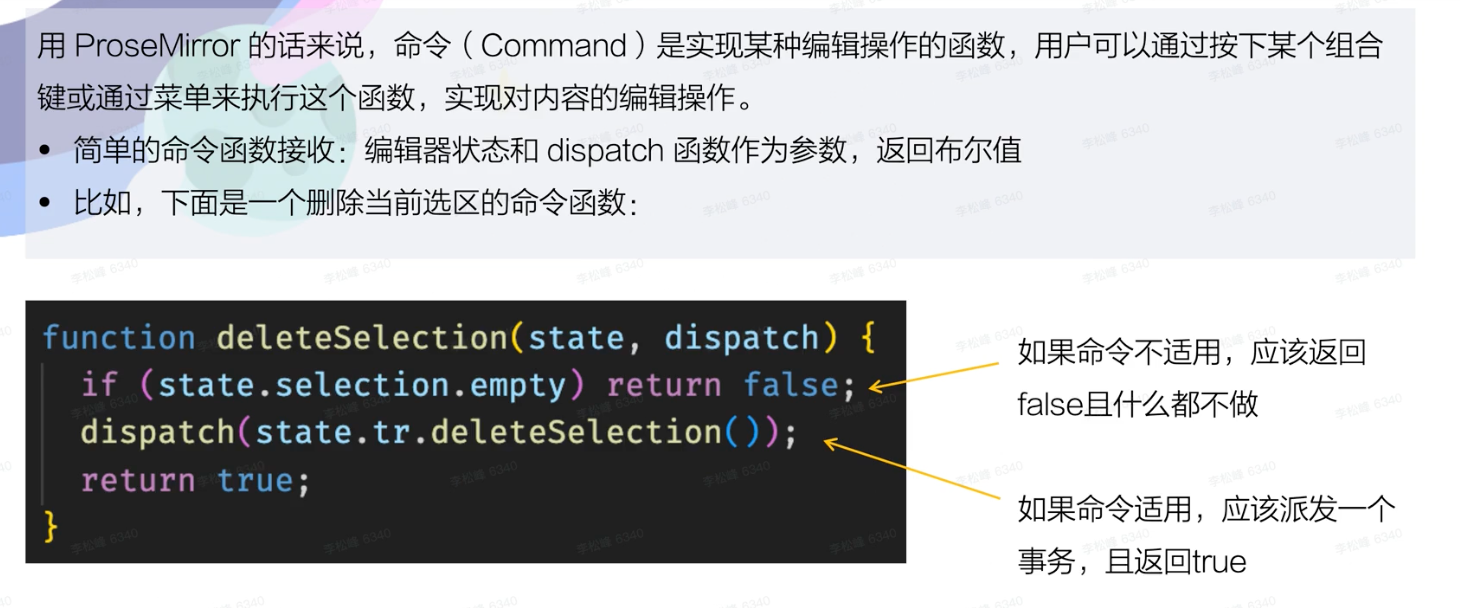 用 ProseMirror 的话来说，命令（Command）是实现某种编辑操作的函数，用户可以通过按下某个组合
键或通过菜单来执行这个函数，实现对内容的编辑操作。
• 简单的命令函数接收：编辑器状态和 dispatch 函数作为参数，返回布尔值
• 比如，下面是一个删除当前选区的命令函数：
function deleteSelection(state, dispatch) {
  if (state.selection.empty) return false;
  dispatch(state.tr.deleteSelection());
  return true;
}
如果命令不适用，应该返回
false且什么都不做
如果命令适用，应该派发一个
事务，且返回true
李松峰 6340